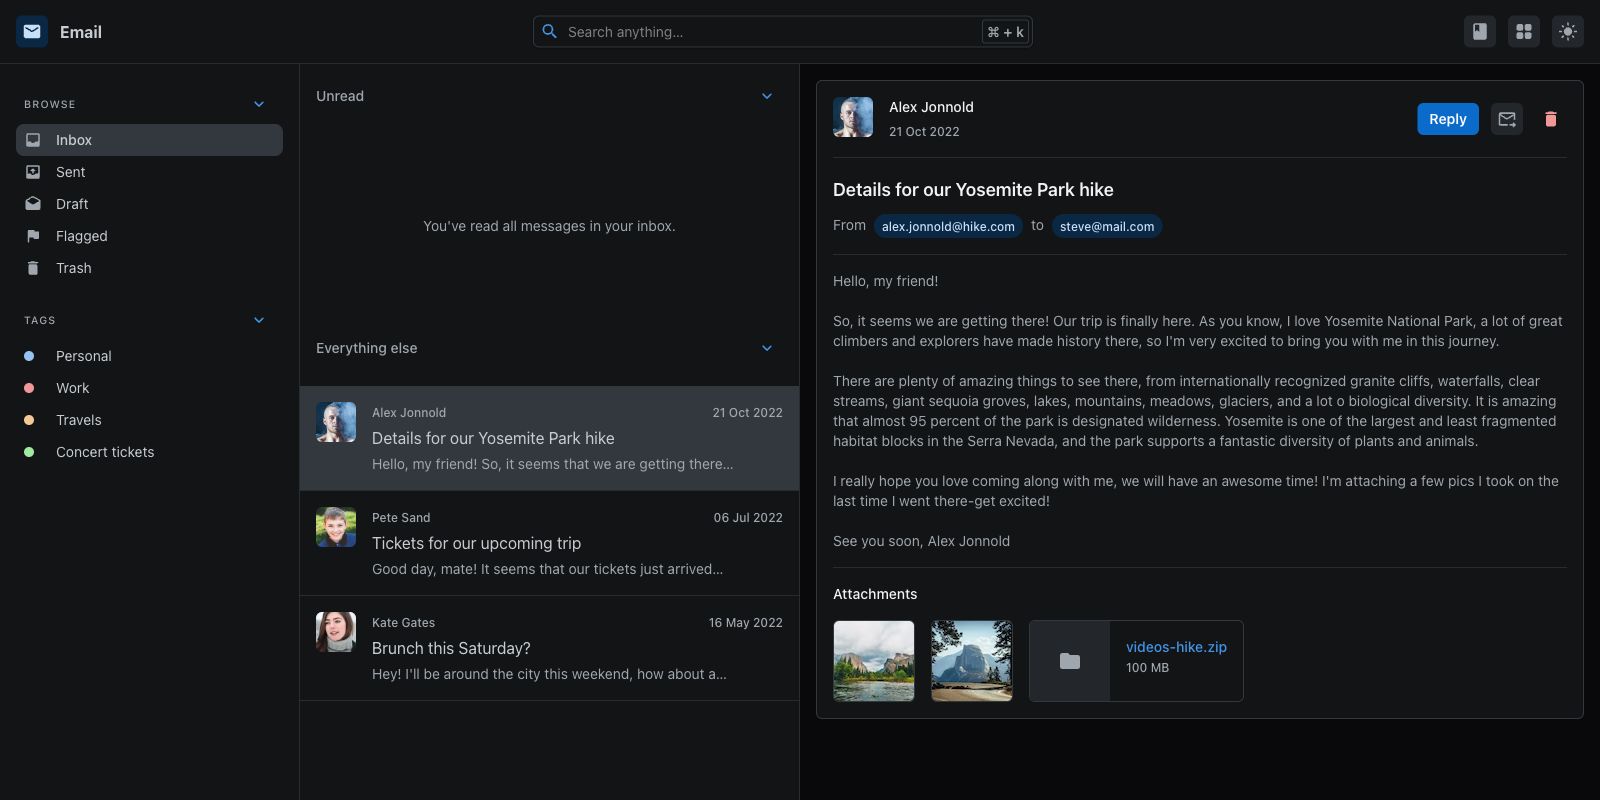 Email
Search anything...
⌘ + k
BROWSE
Inbox
Sent
Draft
Flagged
Trash
TAGS
Personal
Work
Travels
Concert tickets
Unread
You've read all messages in your inbox.
Everything else
Alex Jonnold 21 Oct 2022
Details for our Yosemite Park hike
Hello, my friend! So, it seems that we are getting there...
Pete Sand 06 Jul 2022
Tickets for our upcoming trip
Good day, mate! It seems that our tickets just arrived...
Kate Gates 16 May 2022
Brunch this Saturday?
Hey! I'll be around the city this weekend, how about a...
Alex Jonnold
21 Oct 2022
Reply
Details for our Yosemite Park hike
From alex.jonnold@hike.com to steve@mail.com
Hello, my friend!
So, it seems we are getting there! Our trip is finally here. As you know, I love Yosemite National Park, a lot of great
climbers and explorers have made history there, so I'm very excited to bring you with me in this journey.
There are plenty of amazing things to see there, from internationally recognized granite cliffs, waterfalls, clear
streams, giant sequoia groves, lakes, mountains, meadows, glaciers, and a lot o biological diversity. It is amazing
that almost 95 percent of the park is designated wilderness. Yosemite is one of the largest and least fragmented
habitat blocks in the Serra Nevada, and the park supports a fantastic diversity of plants and animals.
I really hope you love coming along with me, we will have an awesome time! I'm attaching a few pics I took on the
last time I went there-get excited!
See you soon, Alex Jonnold
Attachments
videos-hike.zip
100 MB